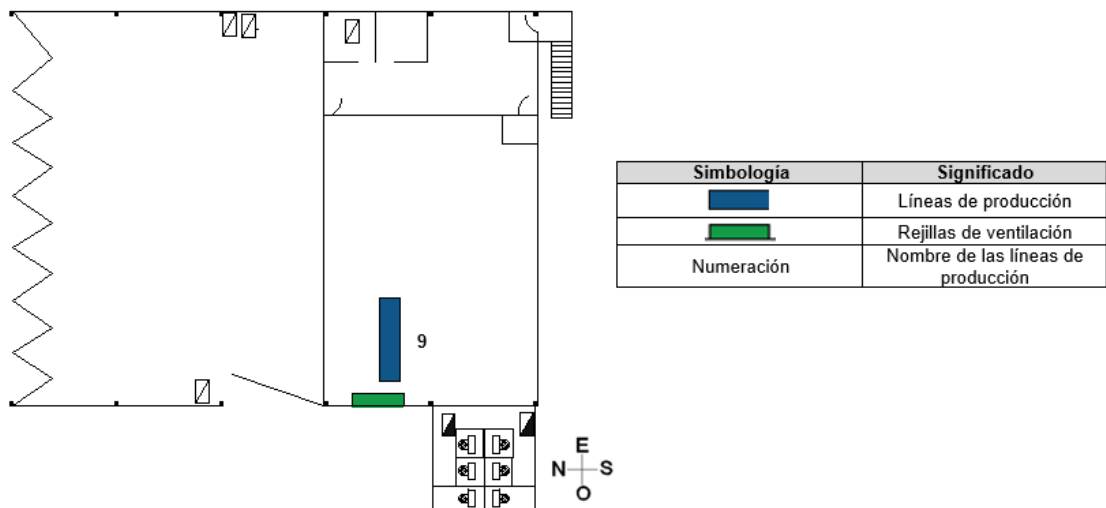 Simbología Significado
Líneas de producción
Rejillas de ventilación
Numeración
Nombre de las líneas de
producción
9
E
N S
O